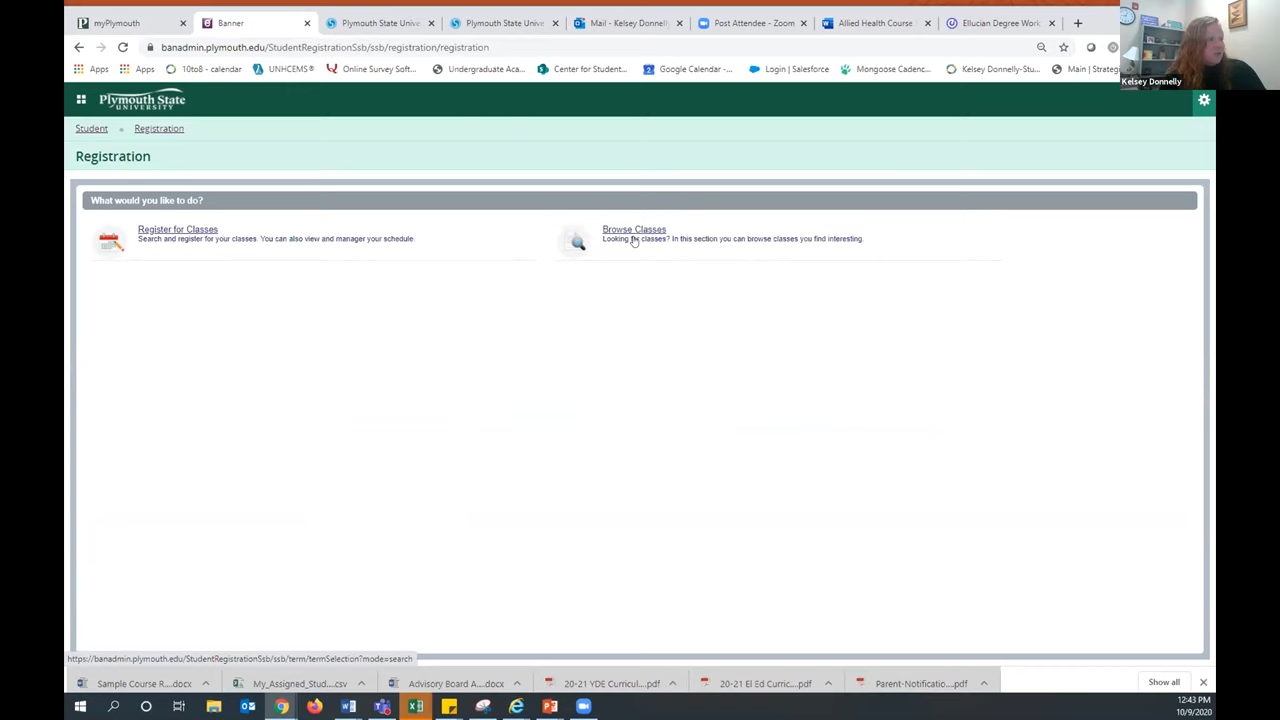 myPlymouth
Banner
Plymouth State Unive
Plymouth State Unive
Mail - Kelsey Donnelly
Post Attendee - Zoom
Allied Health Course
Ellucian Degree Work
banadmin.plymouth.edu/StudentRegistrationSsb/ssb/registration/registration
Apps
Apps
10to8 - calendar
UNHCEMS®
Online Survey Soft...
Undergraduate Aca...
Center for Student...
Google Calendar -...
Login | Salesforce
Mongoose Cadenc...
Kelsey Donnelly-Stu...
Main | Strateg
Kelsey Donnelly
Plymouth State
UNIVERSITY
Student
Registration
Registration
What would you like to do?
Register for Classes
Search and register for your classes. You can also view and manager your schedule.
Browse Classes
Looking for classes? In this section you can browse classes you find interesting.
https://banadmin.plymouth.edu/StudentRegistrationSsb/ssb/term/termSelection?mode=search
Sample Course R....docx
My_Assigned_Stud....csv
Advisory Board A....docx
20-21 YDE Curricul....pdf
20-21 El Ed Curric....pdf
Parent-Notificatio....pdf
Show all
12:43 PM
10/9/2020